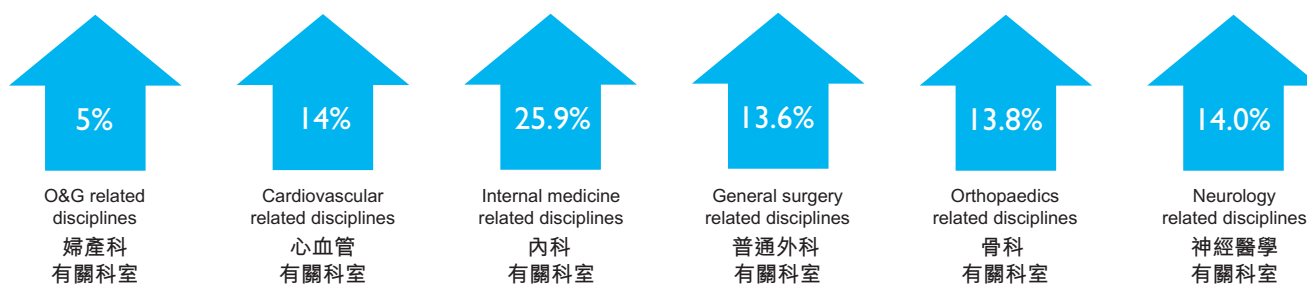 5%
O&G related
disciplines
婦產科
有關科室
14%
Cardiovascular
related disciplines
心血管
有關科室
25.9%
Internal medicine
related disciplines
內科
有關科室
13.6%
General surgery
related disciplines
普通外科
有關科室
13.8%
Orthopaedics
related disciplines
骨科
有關科室
14.0%
Neurology
related disciplines
神經醫學
有關科室